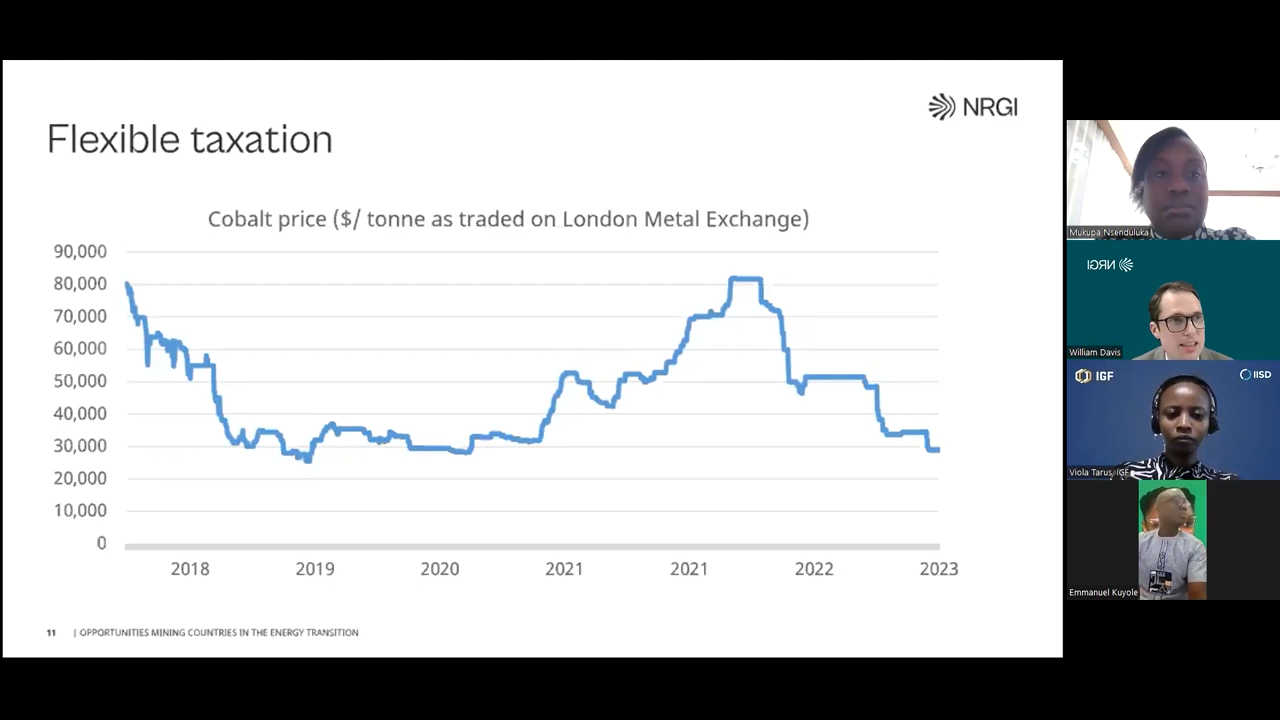 NRGI
Flexible taxation
Cobalt price ($/ tonne as traded on London Metal Exchange)
90,000
80,000
70,000
60,000
50,000
40,000
30,000
20,000
10,000
0
2018 2019 2020 2021 2021 2022 2023
11 | OPPORTUNITIES MINING COUNTRIES IN THE ENERGY TRANSITION
Mukupa Nsenduluka
NRGI
William Davis
IGF IISD
Viola Tarus, IGF
Emmanuel Kuyole